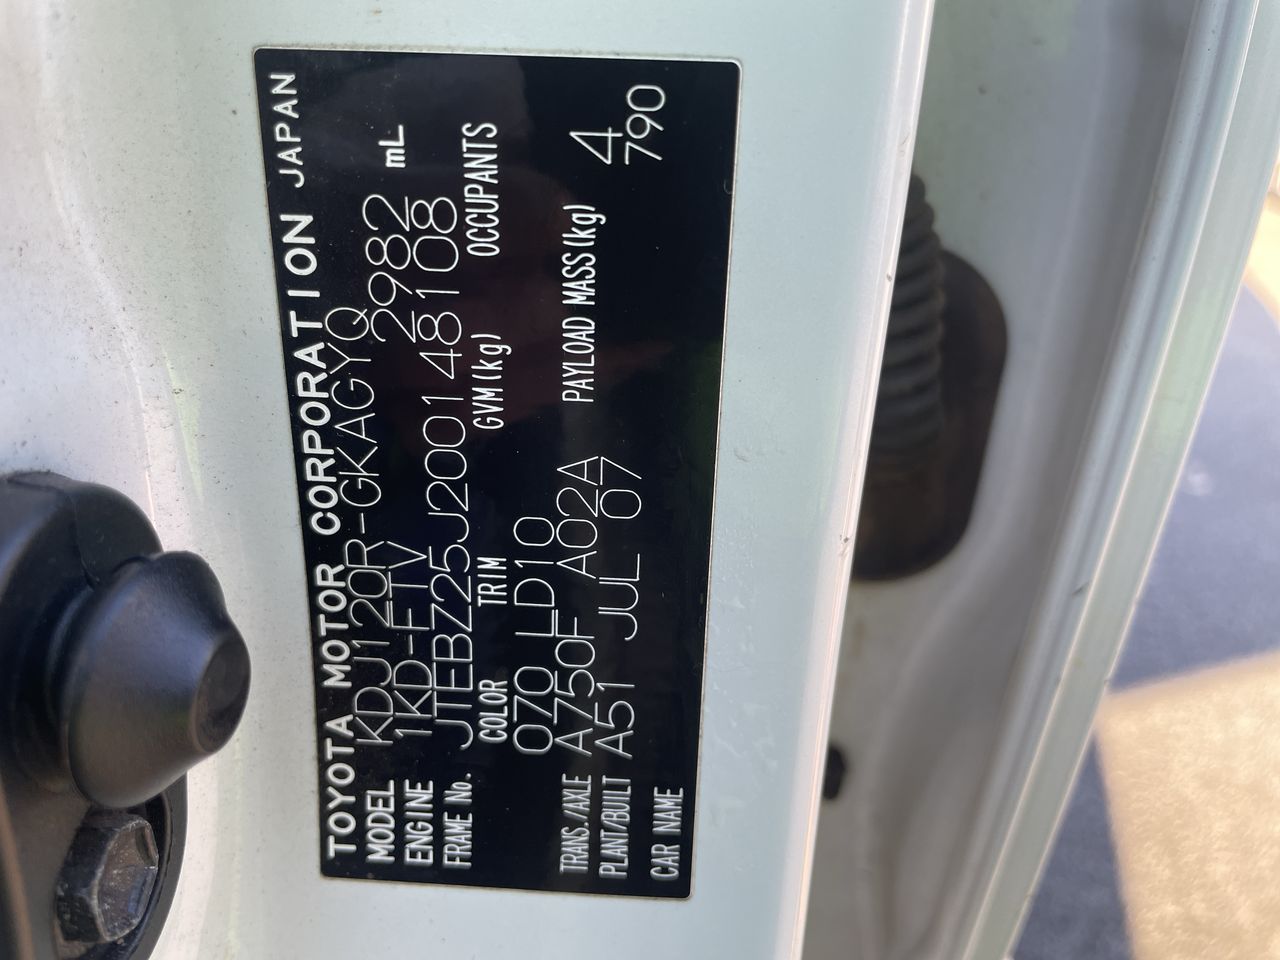 TOYOTA MOTOR CORPORATION JAPAN
MODEL KDJ120R-GKAGYQ
ENGINE 1KD-FTV 2982 mL
FRAME No. JTEBZ25J200148108
COLOR TRIM GVM(kg) OCCUPANTS
070 LD10
TRANS./AXLE A750F A02A PAYLOAD MASS(kg) 4
PLANT/BUILT A51 JUL 07 790
CAR NAME